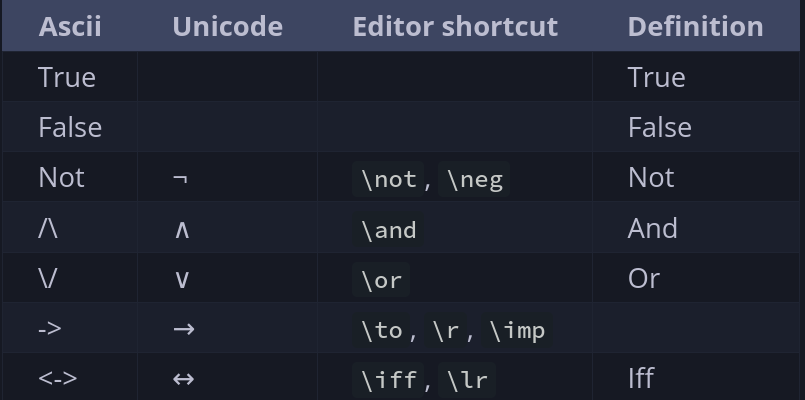 Ascii Unicode Editor shortcut Definition
True True
False False
Not ¬ \not, \neg Not
/\ ∧ \and And
\/ ∨ \or Or
-> → \to, \r, \imp
<-> ↔ \iff, \lr Iff